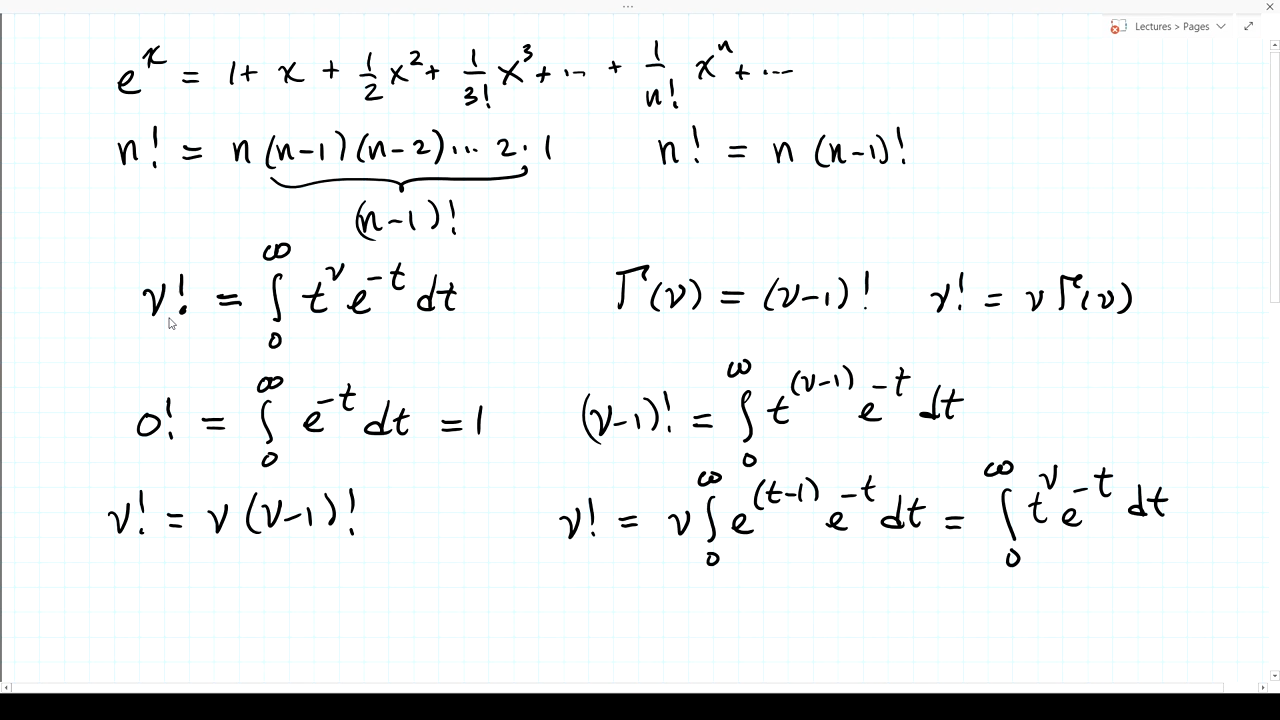 Lectures > Pages
e^x = 1 + x + 1/2 x^2 + 1/3! x^3 + ... + 1/n! x^n + ...
n! = n (n-1)(n-2)... 2 · 1    n! = n (n-1)!
(n-1)!
ν! = ∫_0^∞ t^ν e^{-t} dt    Γ(ν) = (ν-1)!    ν! = ν Γ(ν)
0! = ∫_0^∞ e^{-t} dt = 1    (ν-1)! = ∫_0^∞ t^{(ν-1)} e^{-t} dt
ν! = ν (ν-1)!    ν! = ν ∫_0^∞ e^{(t-1)} e^{-t} dt = ∫_0^∞ t^ν e^{-t} dt